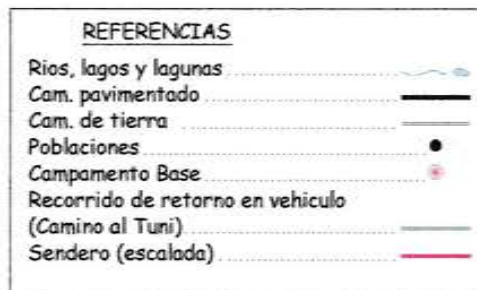 REFERENCIAS
Rios, lagos y lagunas
Cam. pavimentado
Cam. de tierra
Poblaciones
Campamento Base
Recorrido de retorno en vehiculo
(Camino al Tuni)
Sendero (escalada)